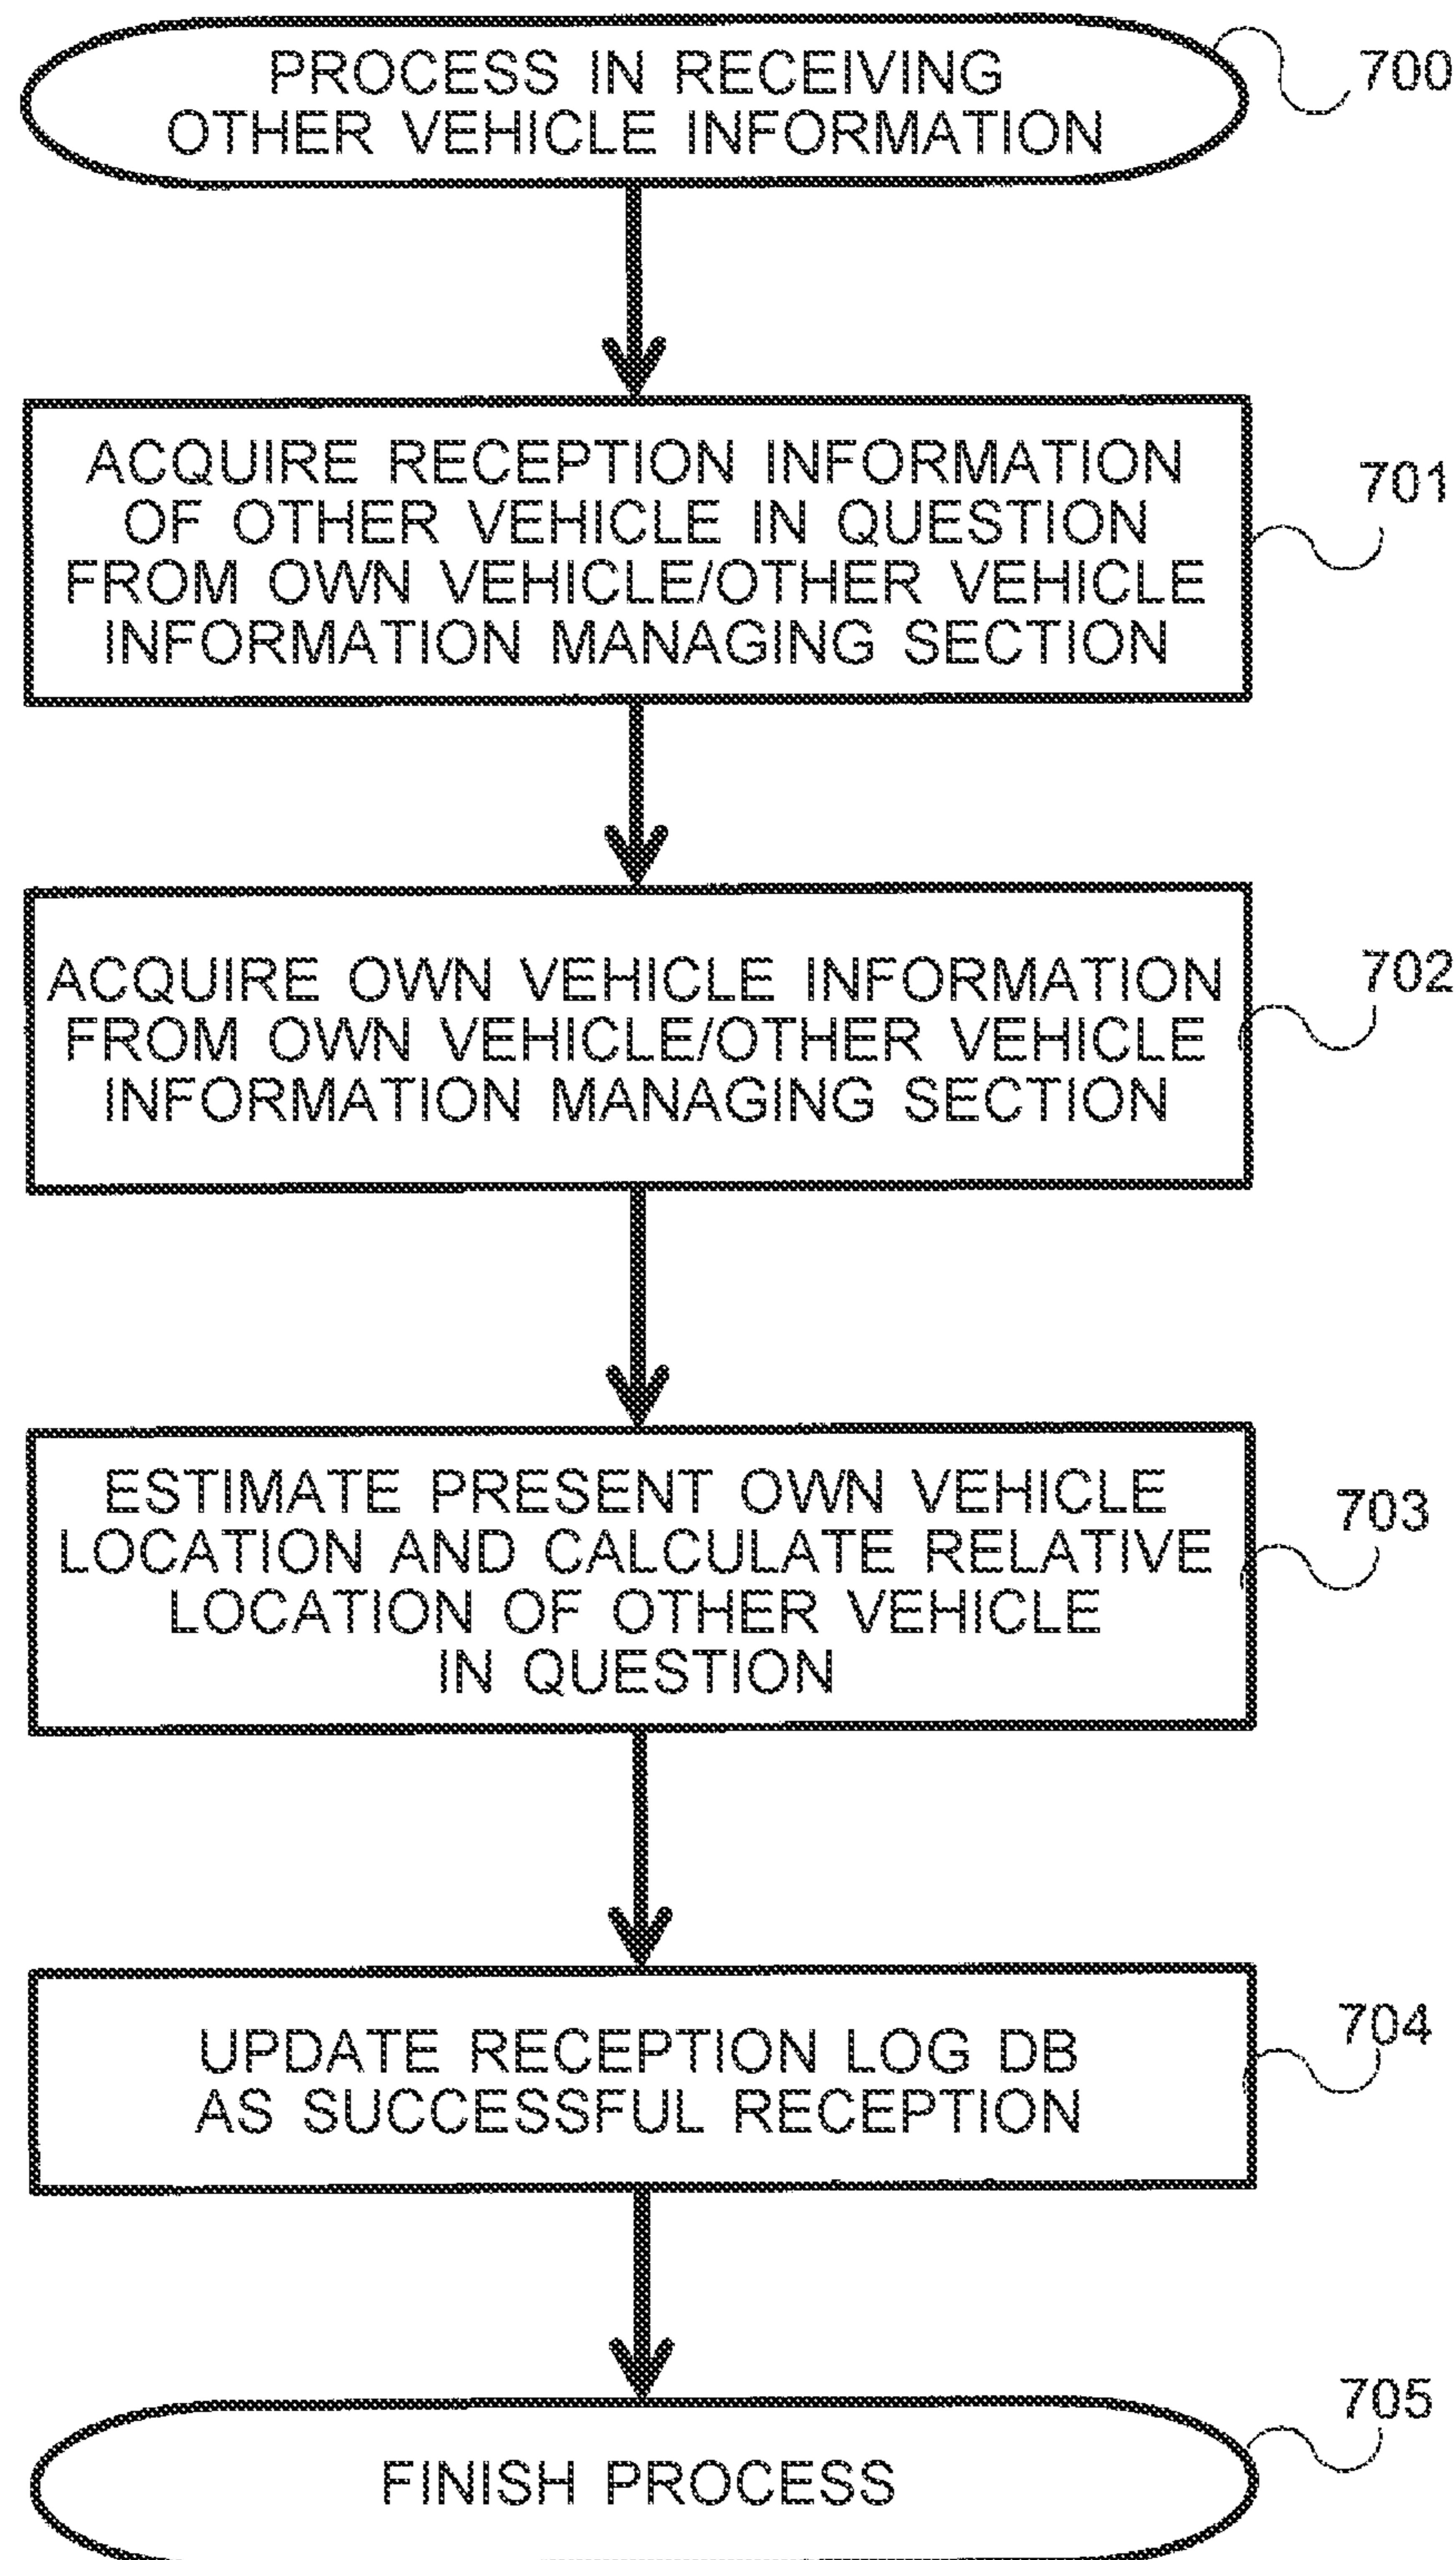 PROCESS IN RECEIVING
OTHER VEHICLE INFORMATION
700
ACQUIRE RECEPTION INFORMATION
OF OTHER VEHICLE IN QUESTION
FROM OWN VEHICLE/OTHER VEHICLE
INFORMATION MANAGING SECTION
701
ACQUIRE OWN VEHICLE INFORMATION
FROM OWN VEHICLE/OTHER VEHICLE
INFORMATION MANAGING SECTION
702
ESTIMATE PRESENT OWN VEHICLE
LOCATION AND CALCULATE RELATIVE
LOCATION OF OTHER VEHICLE
IN QUESTION
703
UPDATE RECEPTION LOG DB
AS SUCCESSFUL RECEPTION
704
FINISH PROCESS
705